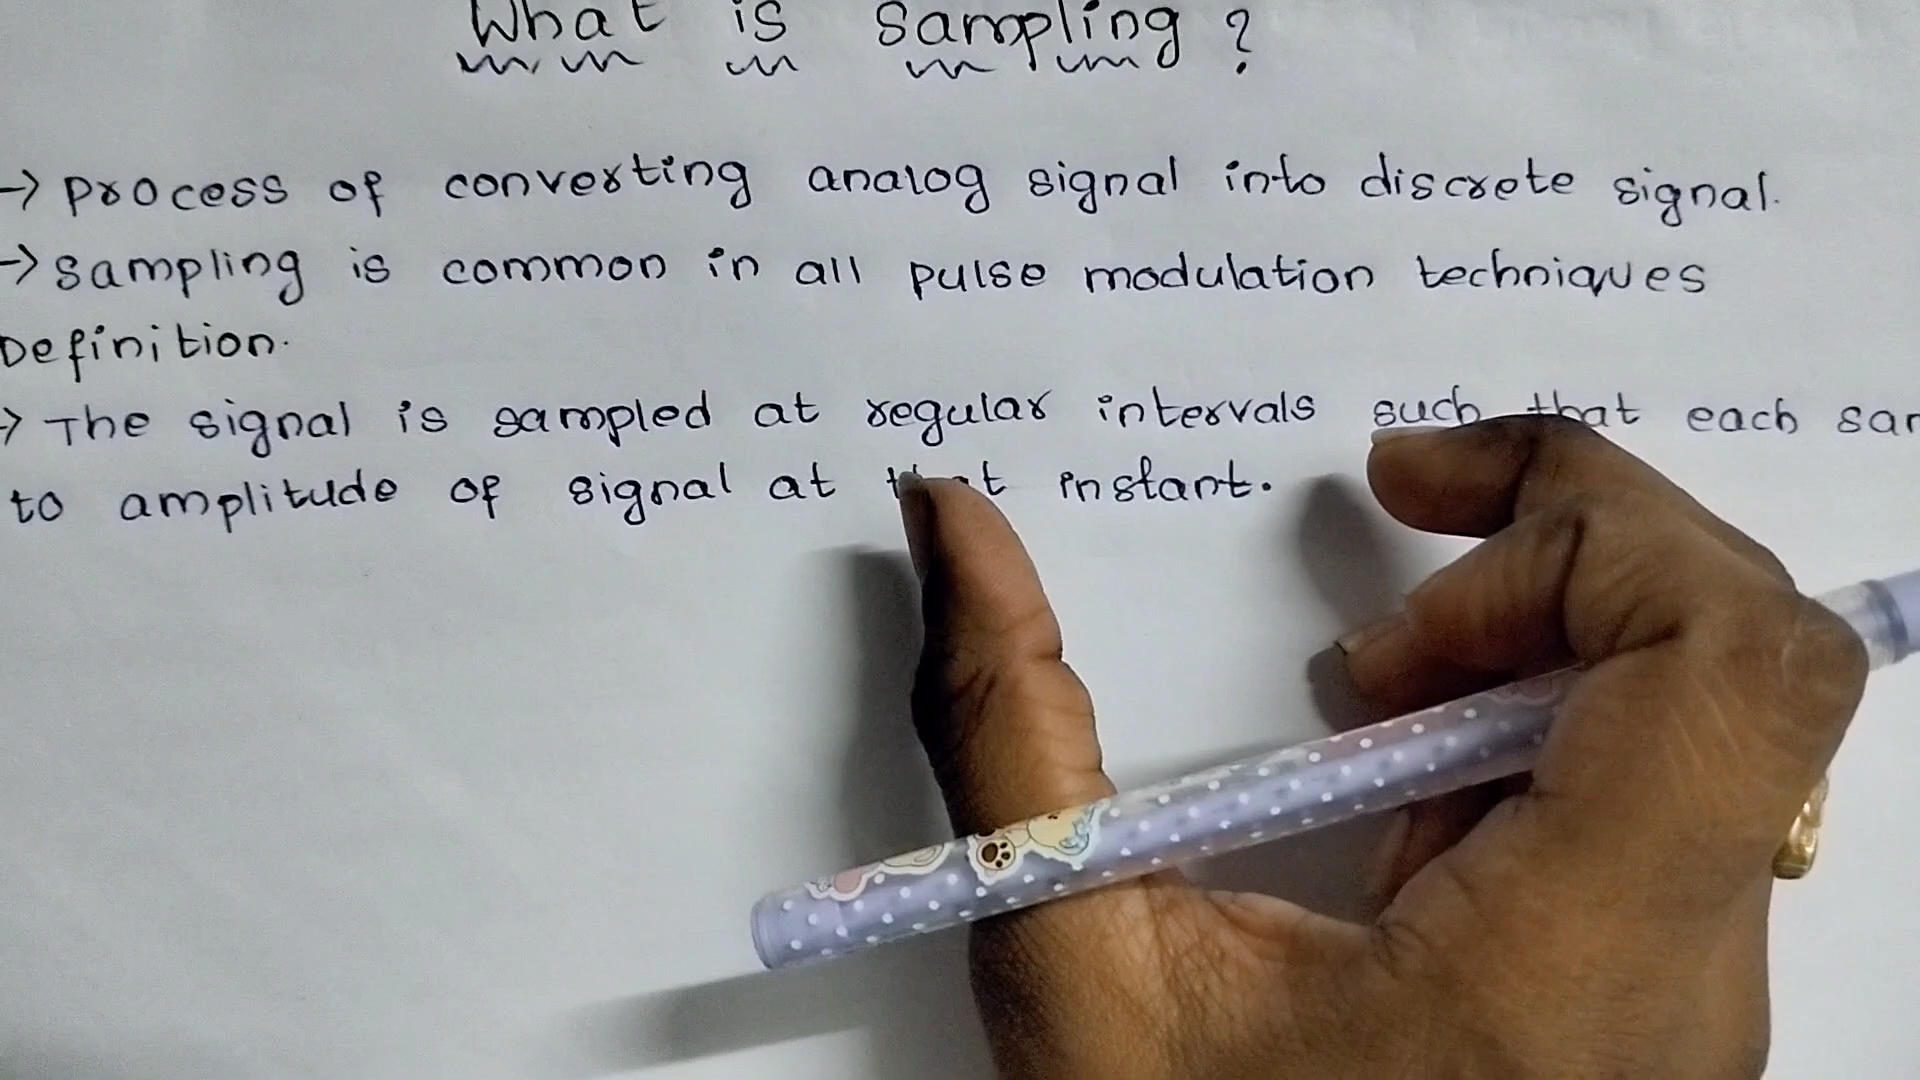 What is sampling?
→ process of converting analog signal into discrete signal.
→ sampling is common in all pulse modulation techniques
Definition.
→ The signal is sampled at regular intervals such that each
to amplitude of signal at that instant.